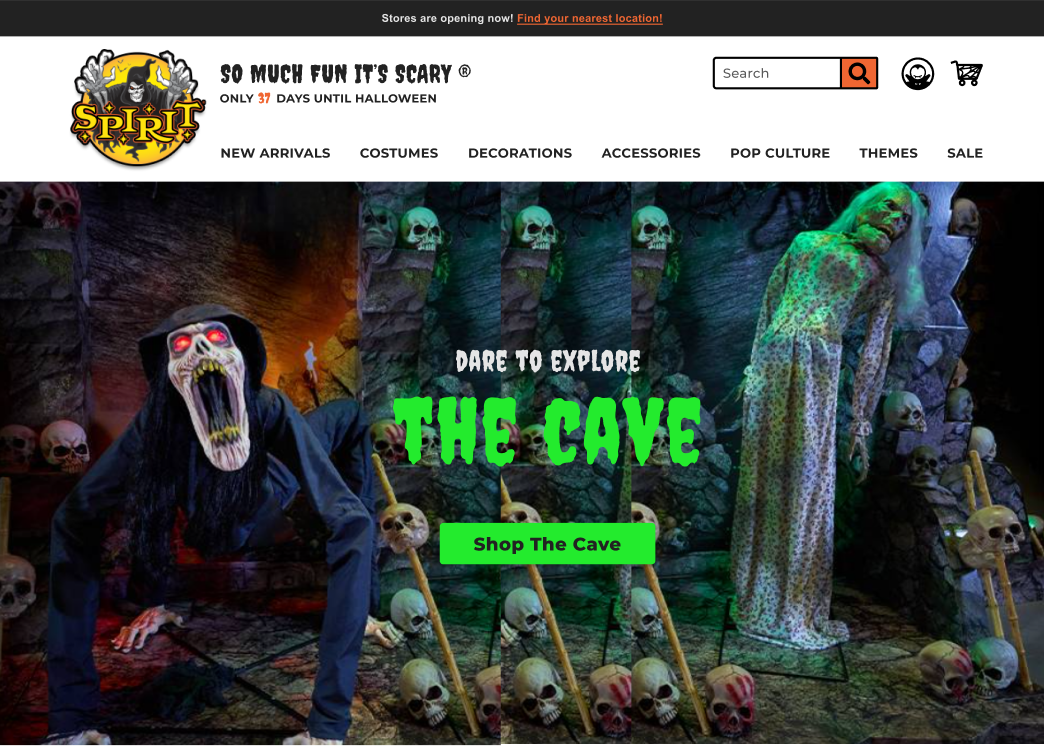 Stores are opening now! Find your nearest location!
SPIRIT
SO MUCH FUN IT'S SCARY ®
ONLY 37 DAYS UNTIL HALLOWEEN
Search
NEW ARRIVALS COSTUMES DECORATIONS ACCESSORIES POP CULTURE THEMES SALE
DARE TO EXPLORE
THE CAVE
Shop The Cave